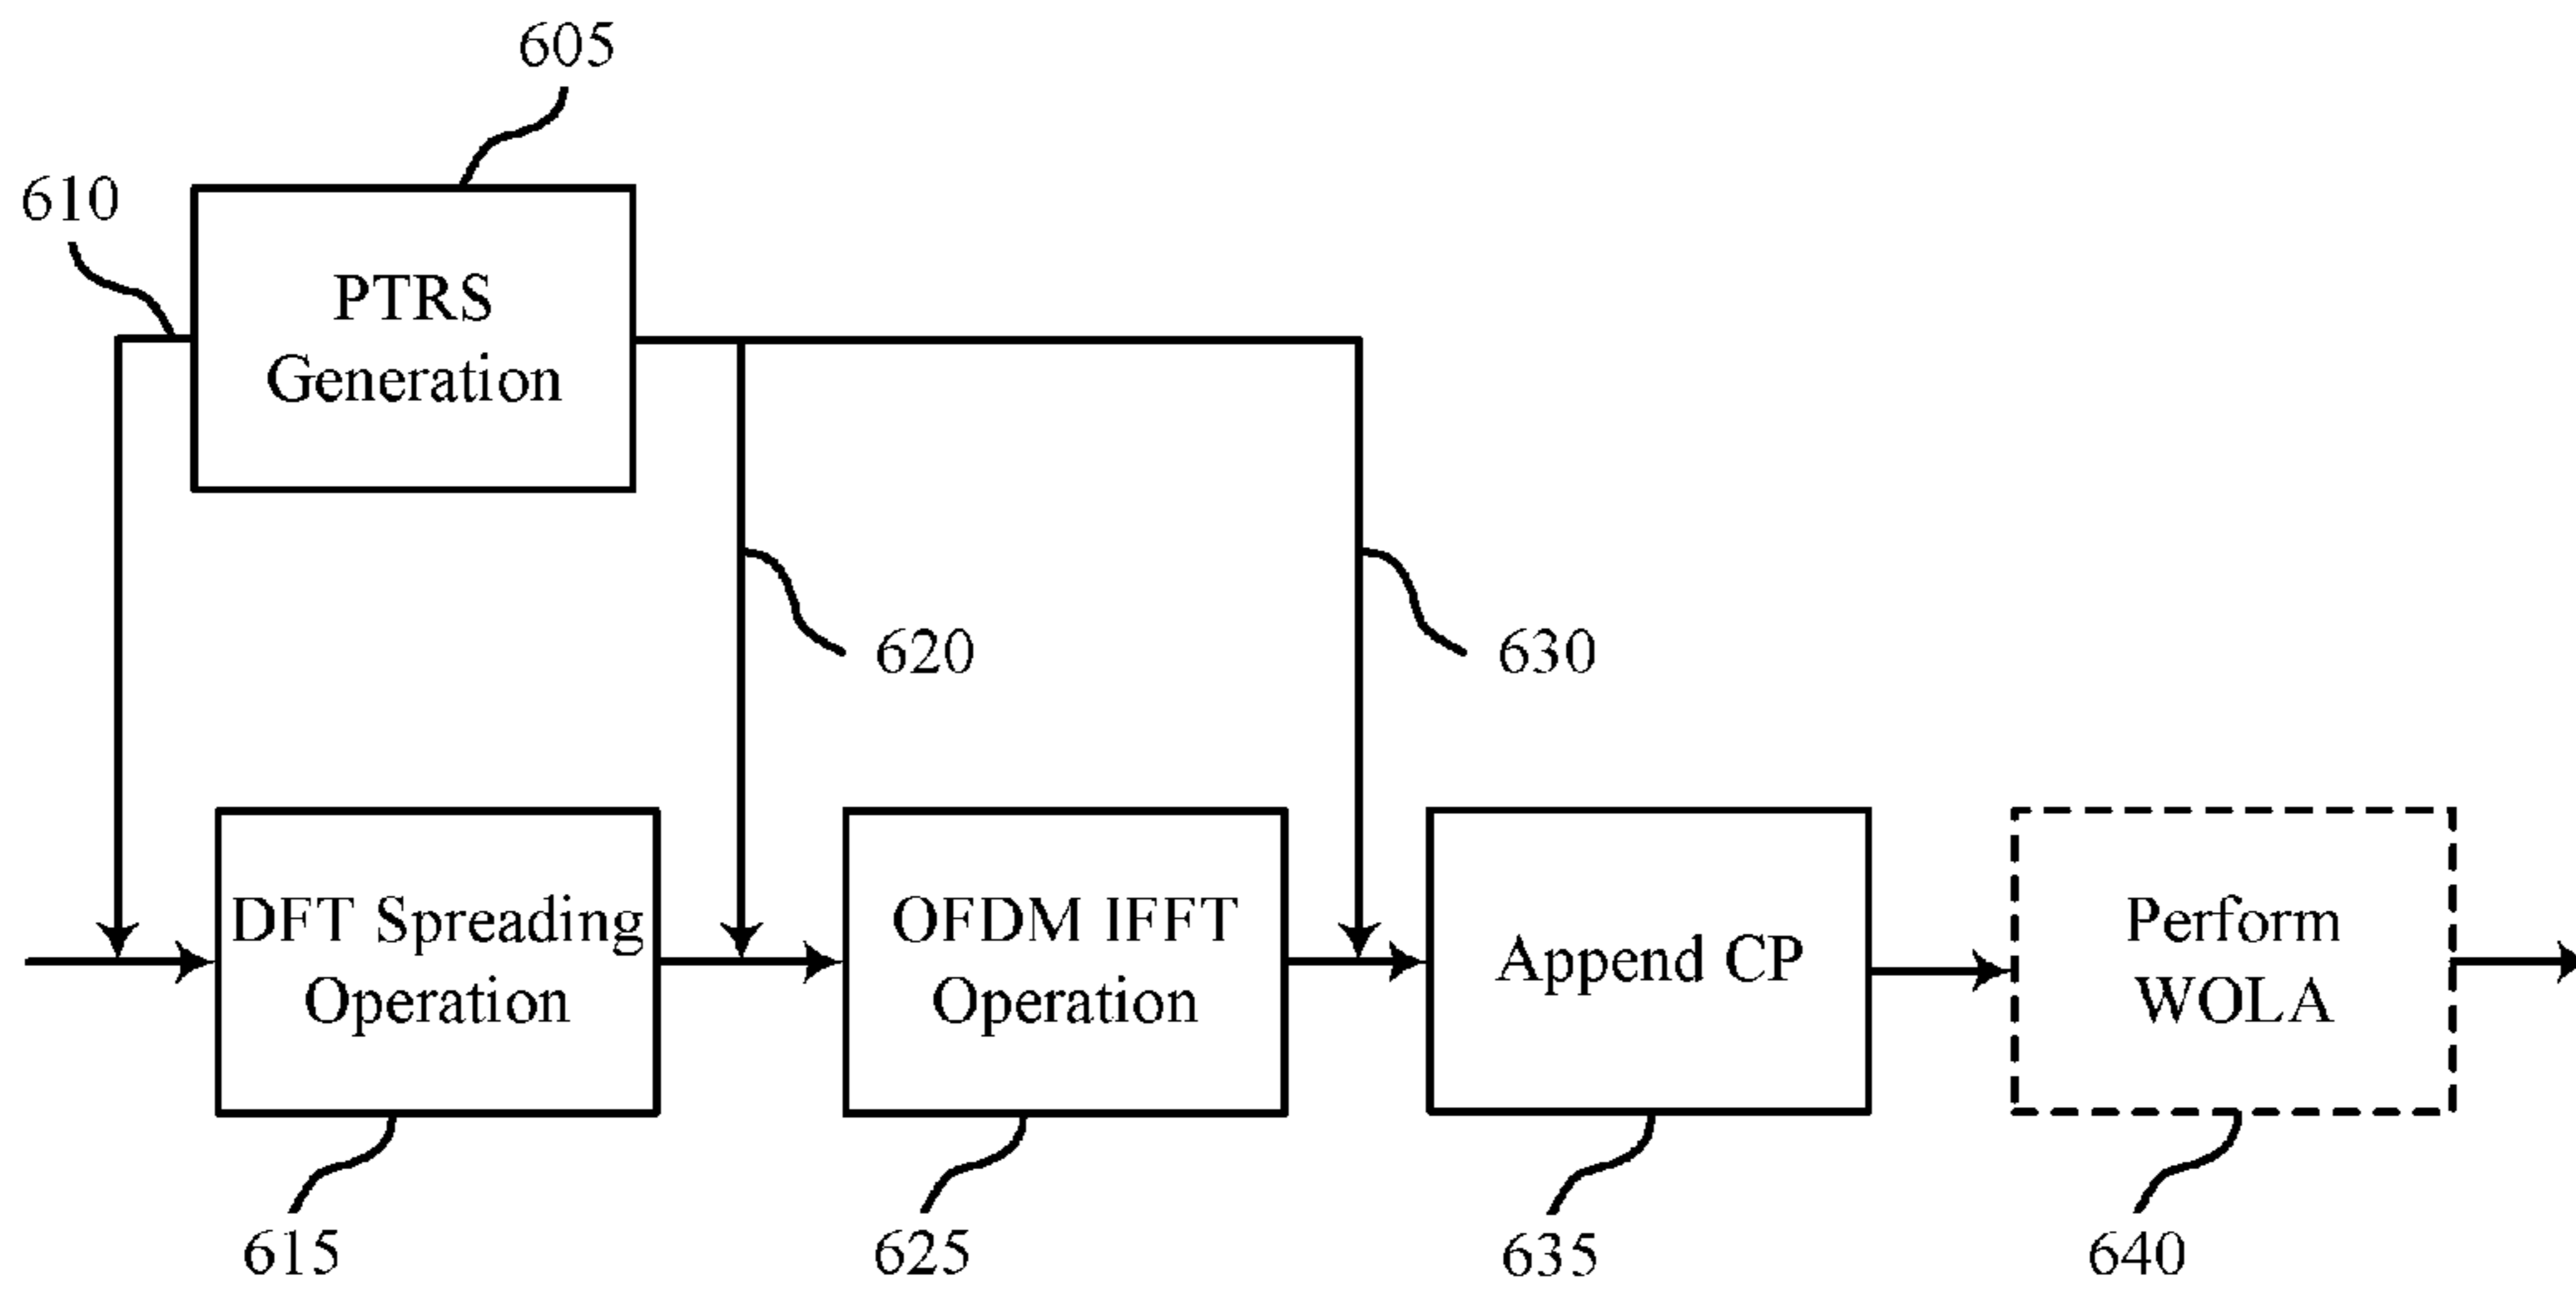 605
610
PTRS
Generation
620
630
DFT Spreading
Operation
OFDM IFFT
Operation
Append CP
Perform
WOLA
615
625
635
640